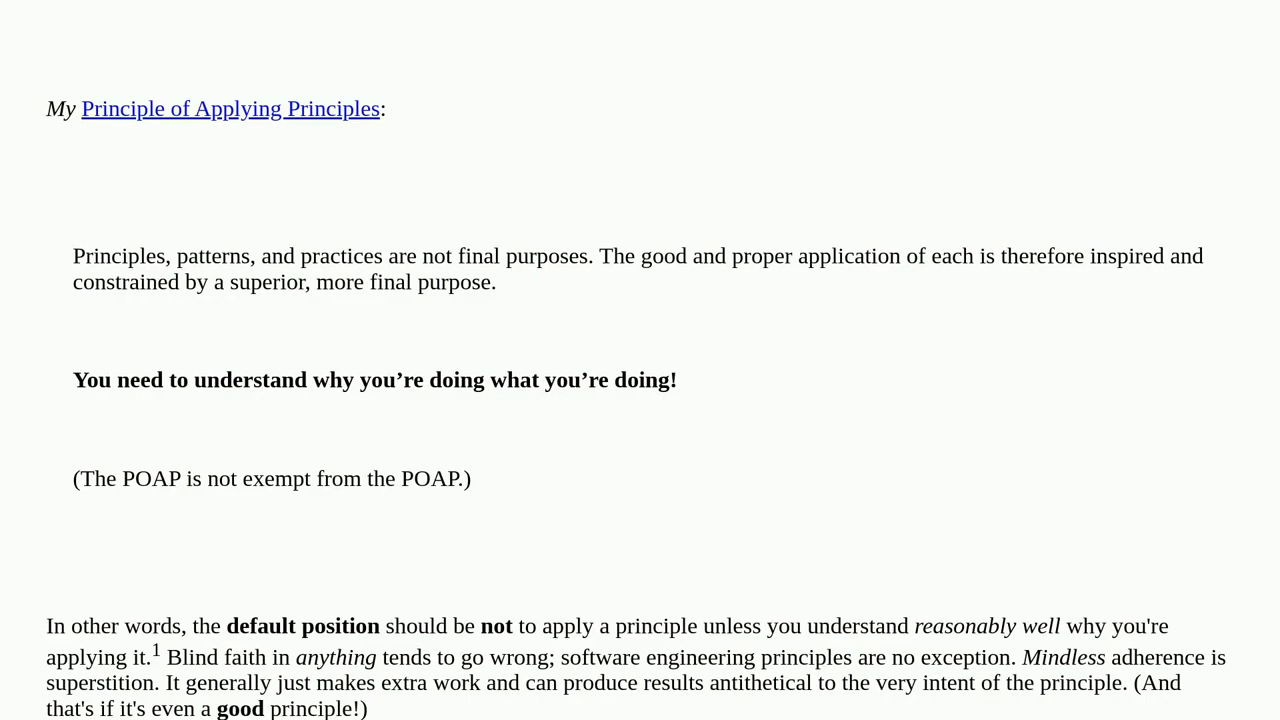 My Principle of Applying Principles:
Principles, patterns, and practices are not final purposes. The good and proper application of each is therefore inspired and
constrained by a superior, more final purpose.
You need to understand why you’re doing what you’re doing!
(The POAP is not exempt from the POAP.)
In other words, the default position should be not to apply a principle unless you understand reasonably well why you're
applying it.1 Blind faith in anything tends to go wrong; software engineering principles are no exception. Mindless adherence is
superstition. It generally just makes extra work and can produce results antithetical to the very intent of the principle. (And
that's if it's even a good principle!)